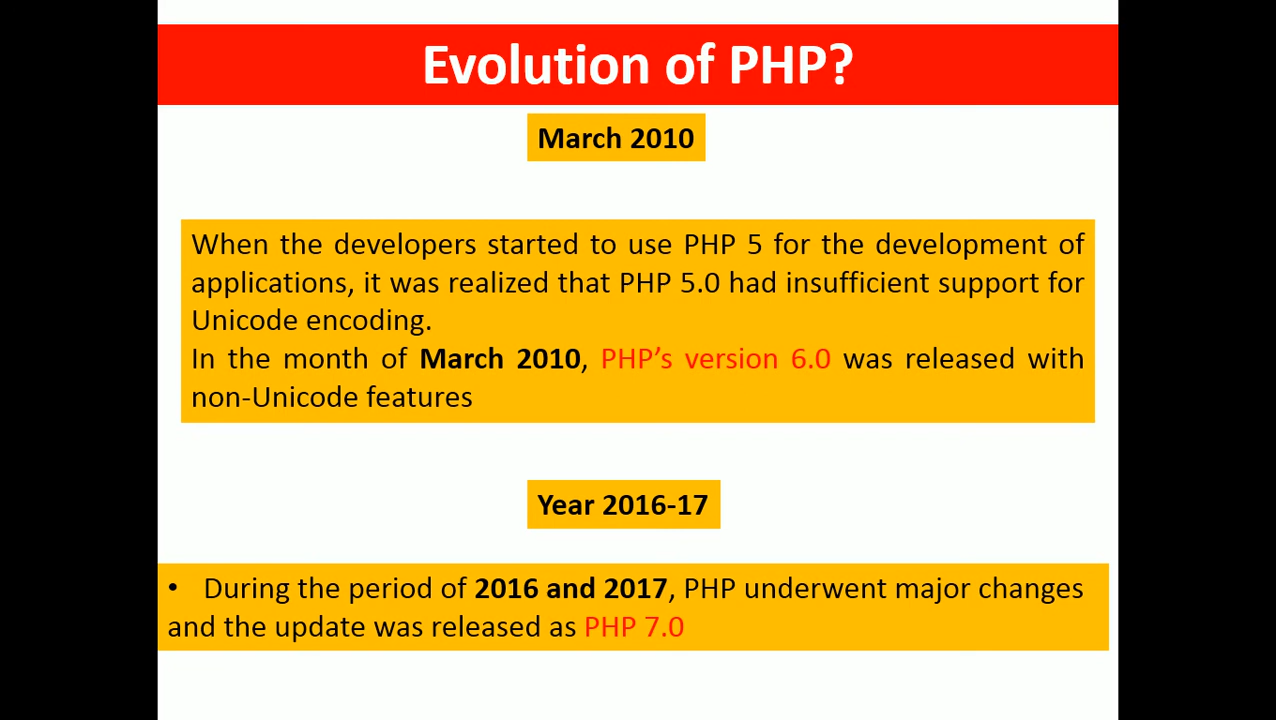 Evolution of PHP?
March 2010
When the developers started to use PHP 5 for the development of
applications, it was realized that PHP 5.0 had insufficient support for
Unicode encoding.
In the month of March 2010, PHP’s version 6.0 was released with
non-Unicode features
Year 2016-17
• During the period of 2016 and 2017, PHP underwent major changes
and the update was released as PHP 7.0